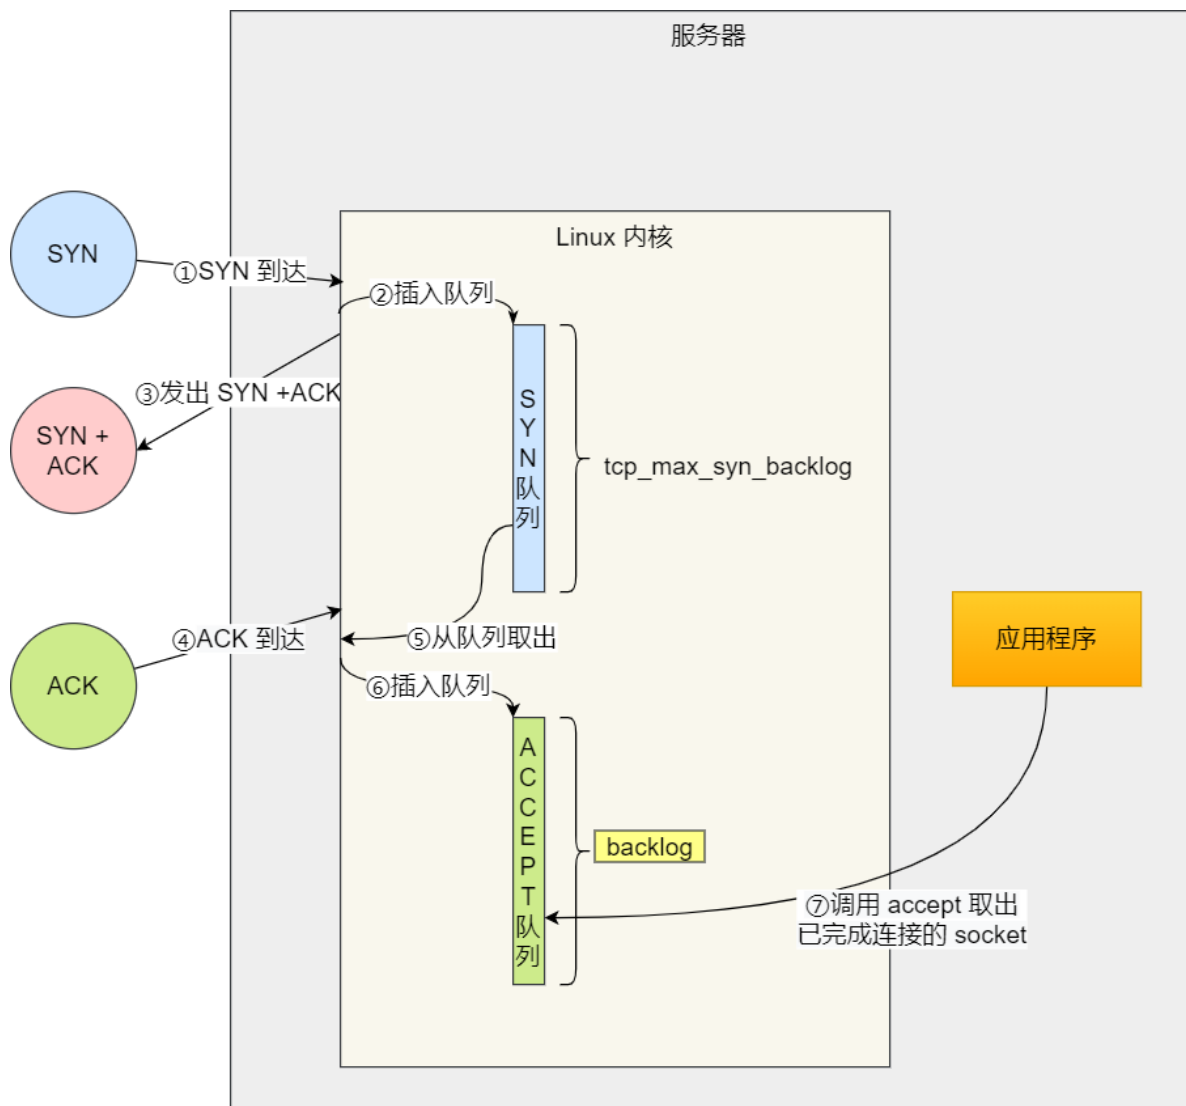 服务器
Linux 内核
SYN
①SYN 到达
②插入队列
③发出 SYN +ACK
SYN +
ACK
S
Y
N
队
列
tcp_max_syn_backlog
④ACK 到达
⑤从队列取出
ACK
⑥插入队列
应用程序
A
C
C
E
P
T
队
列
backlog
⑦调用 accept 取出
已完成连接的 socket